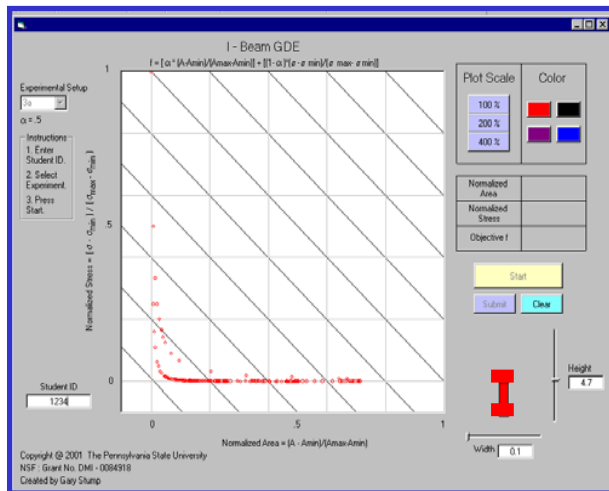 I - Beam GDE
f = [ α* (A-Amin)/(Amax-Amin)] + [(1- α)*(σ - σ min)/(σ max- σ min)]
Experimental Setup
3a
α = .5
Instructions
1. Enter
Student ID.
2. Select
Experiment.
3. Press
Start.
Student ID
1234
Normalized Stress = [ σ - σmin] / [ σmax- σmin]
1
.5
0
0
.5
1
Normalized Area = (A - Amin)/(Amax-Amin)
Plot Scale
100 %
200 %
400 %
Color
Normalized
Area
Normalized
Stress
Objective f
Start
Submit
Clear
Height
4.7
Width
0.1
Copyright @ 2001 The Pennsylvania State University
NSF : Grant No. DMI - 0084918
Created by Gary Stump